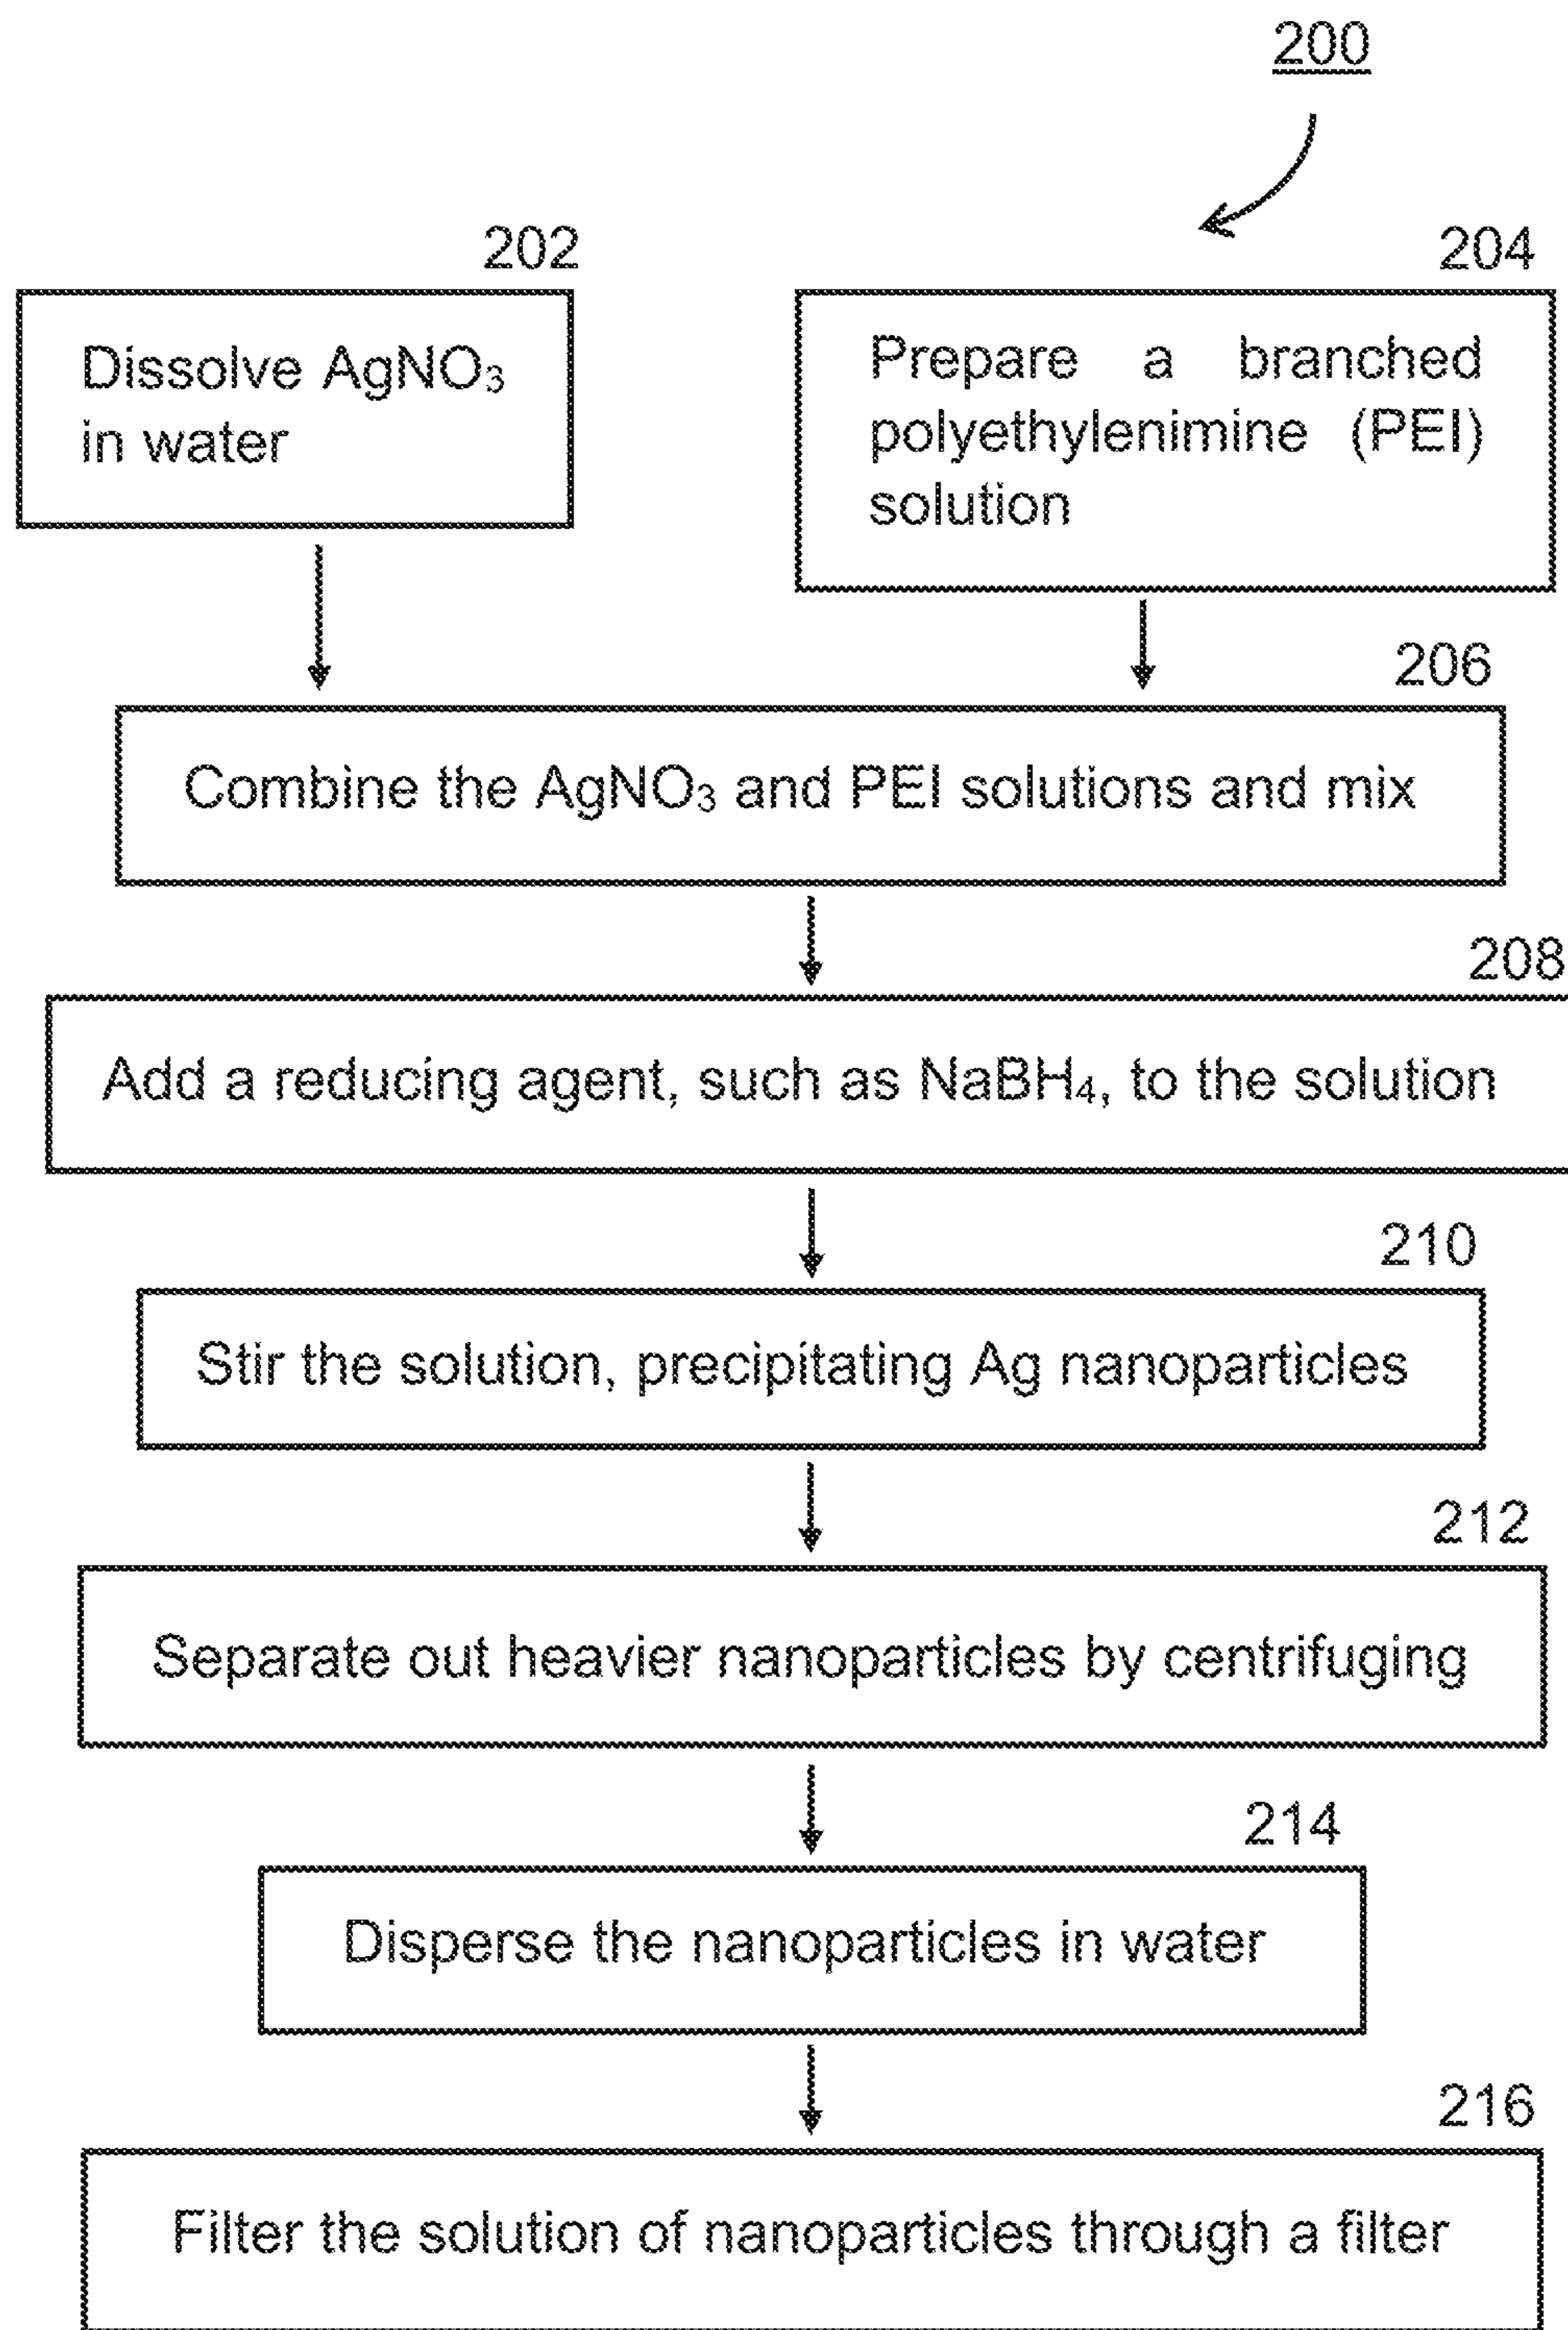 200
202
Dissolve AgNO₃
in water
204
Prepare a branched
polyethylenimine (PEI)
solution
206
Combine the AgNO₃ and PEI solutions and mix
208
Add a reducing agent, such as NaBH₄, to the solution
210
Stir the solution, precipitating Ag nanoparticles
212
Separate out heavier nanoparticles by centrifuging
214
Disperse the nanoparticles in water
216
Filter the solution of nanoparticles through a filter